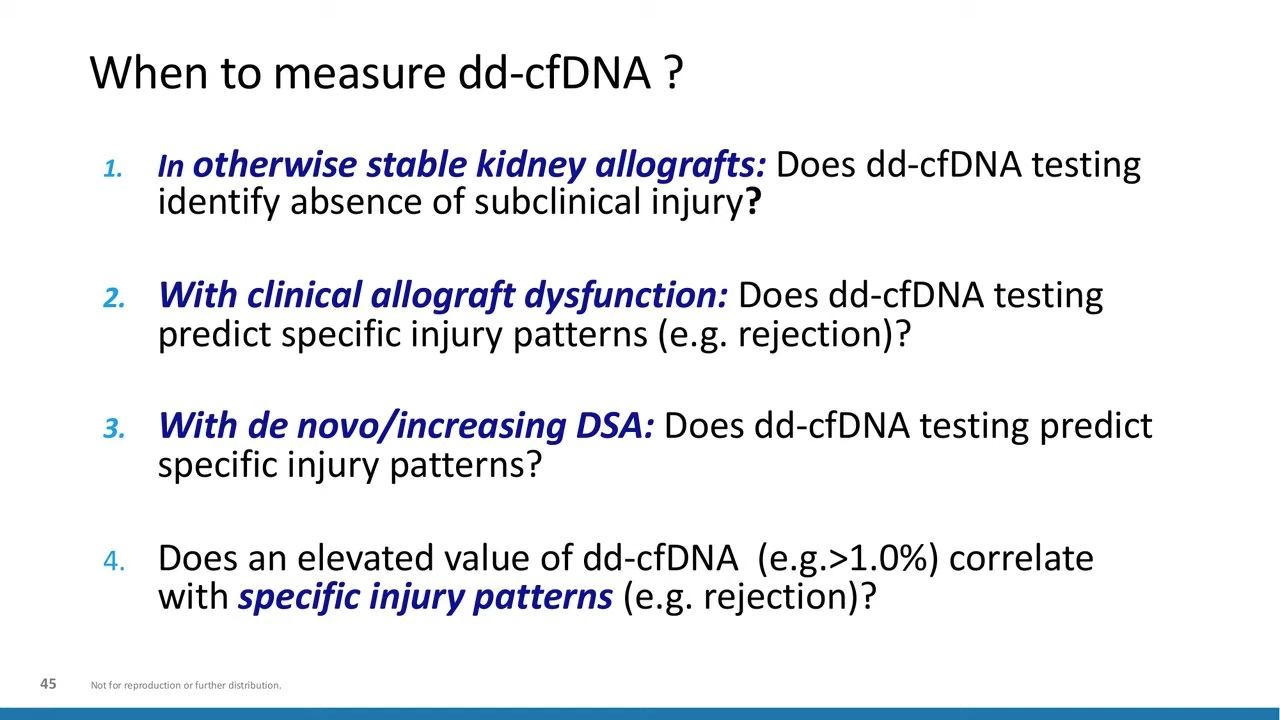 When to measure dd-cfDNA ?
1. In otherwise stable kidney allografts: Does dd-cfDNA testing
identify absence of subclinical injury?
2. With clinical allograft dysfunction: Does dd-cfDNA testing
predict specific injury patterns (e.g. rejection)?
3. With de novo/increasing DSA: Does dd-cfDNA testing predict
specific injury patterns?
4. Does an elevated value of dd-cfDNA  (e.g.>1.0%) correlate
with specific injury patterns (e.g. rejection)?
45 Not for reproduction or further distribution.